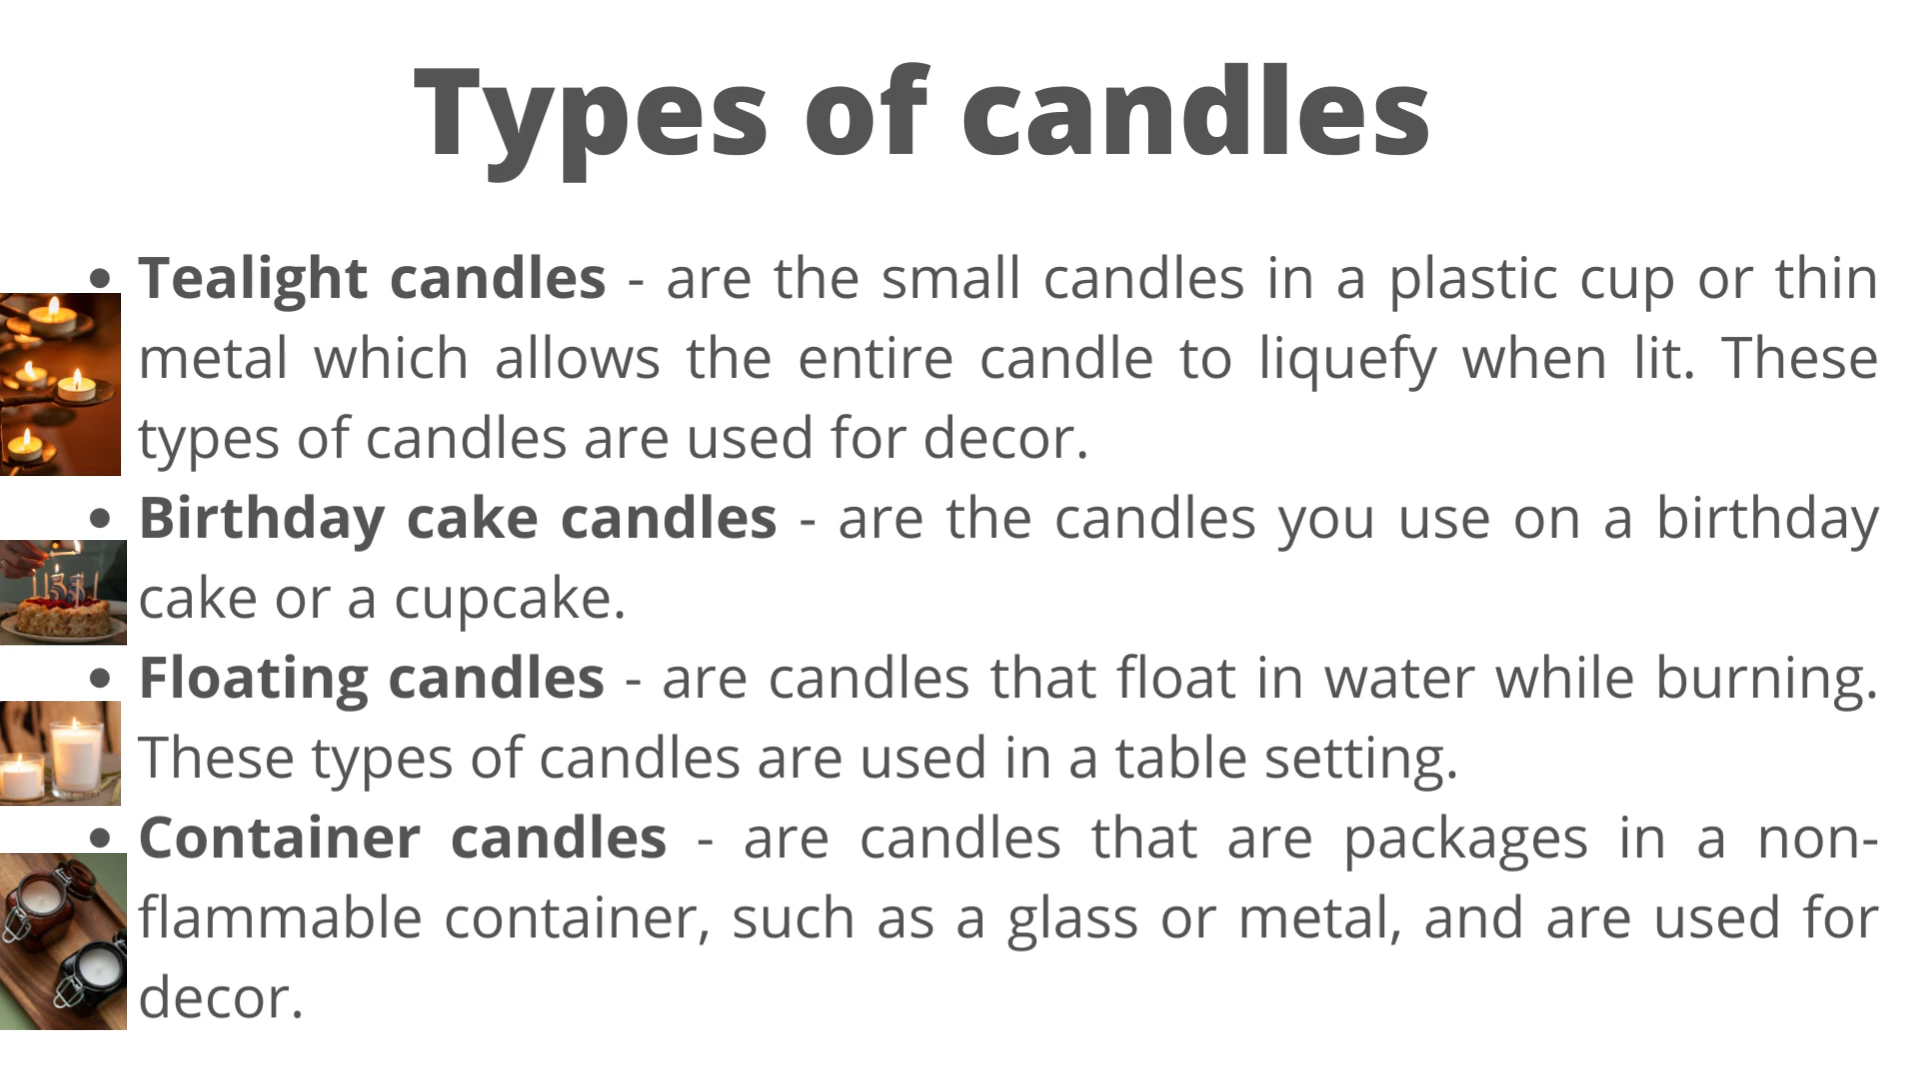 Types of candles
• Tealight candles - are the small candles in a plastic cup or thin
metal which allows the entire candle to liquefy when lit. These
types of candles are used for decor.
• Birthday cake candles - are the candles you use on a birthday
cake or a cupcake.
• Floating candles - are candles that float in water while burning.
These types of candles are used in a table setting.
• Container candles - are candles that are packages in a non-
flammable container, such as a glass or metal, and are used for
decor.